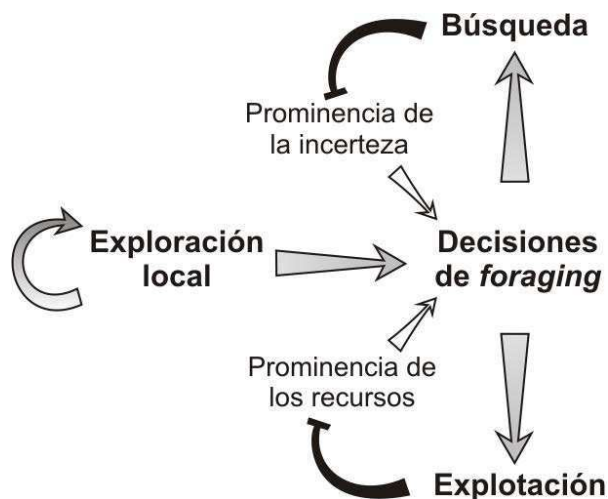 Búsqueda
Prominencia de
la incerteza
Exploración
local
Decisiones
de foraging
Prominencia de
los recursos
Explotación